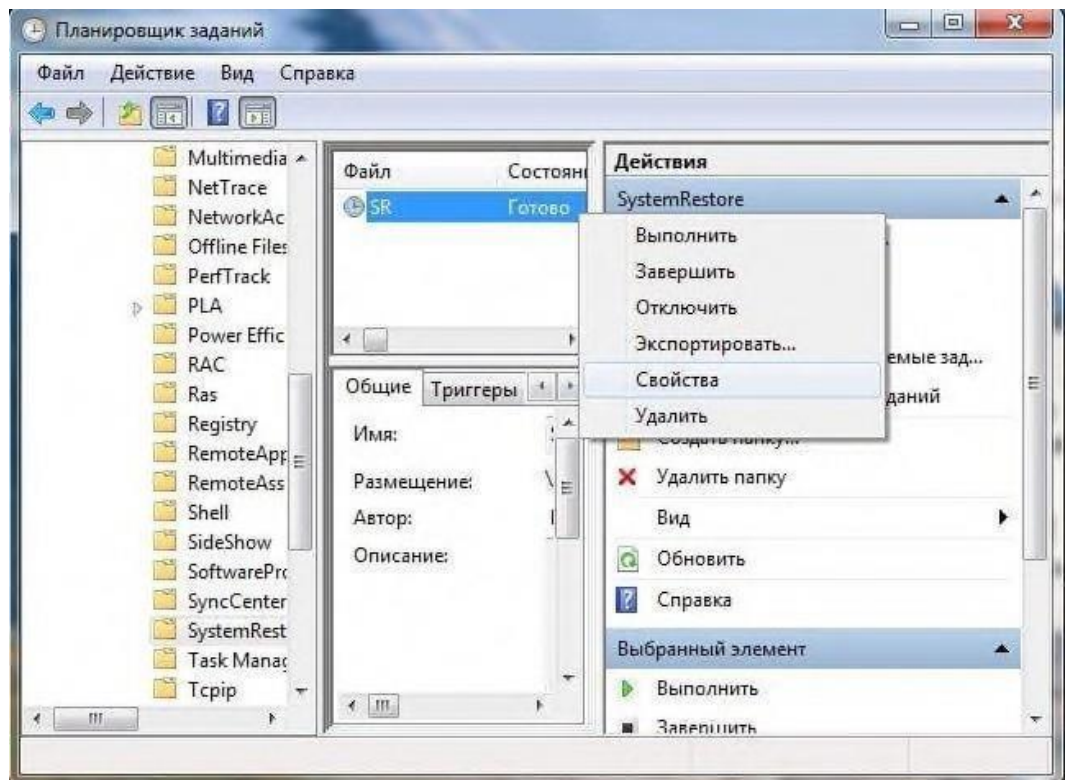 Планировщик заданий
Файл Действие Вид Справка
Multimedia
NetTrace
NetworkAc
Offline Files
PerfTrack
PLA
Power Effic
RAC
Ras
Registry
RemoteApp
RemoteAss
Shell
SideShow
SoftwarePro
SyncCenter
SystemRest
Task Manag
Tcpip
Файл Состоян
SR Готово
Общие Триггеры
Имя:
Размещение:
Автор:
Описание:
Действия
SystemRestore
Выполнить
Завершить
Отключить
Экспортировать...
Свойства
Удалить
емые зад...
даний
Создать папку...
Удалить папку
Вид
Обновить
Справка
Выбранный элемент
Выполнить
Завершить